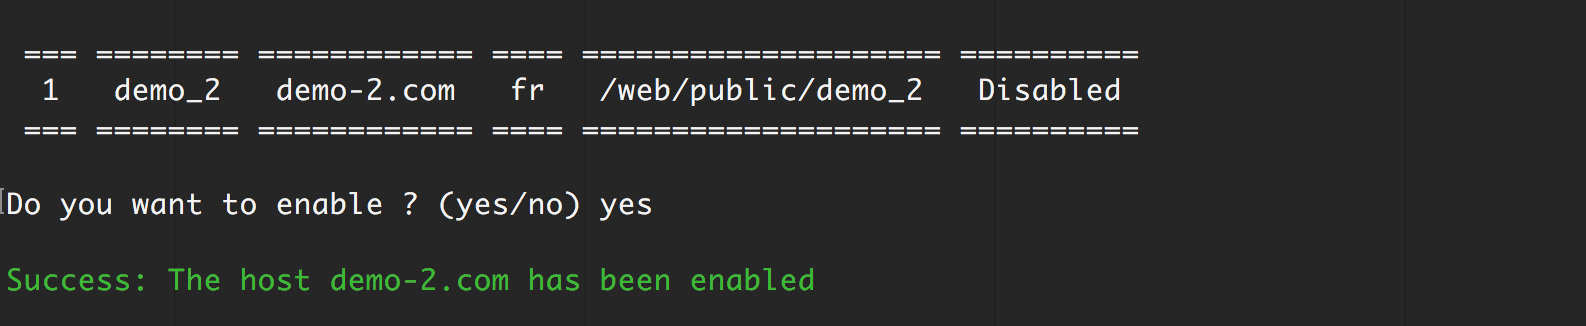 === ======== ============ ==== ==================== ==========
1 demo_2 demo-2.com fr /web/public/demo_2 Disabled
=== ======== ============ ==== ==================== ==========
Do you want to enable ? (yes/no) yes
Success: The host demo-2.com has been enabled